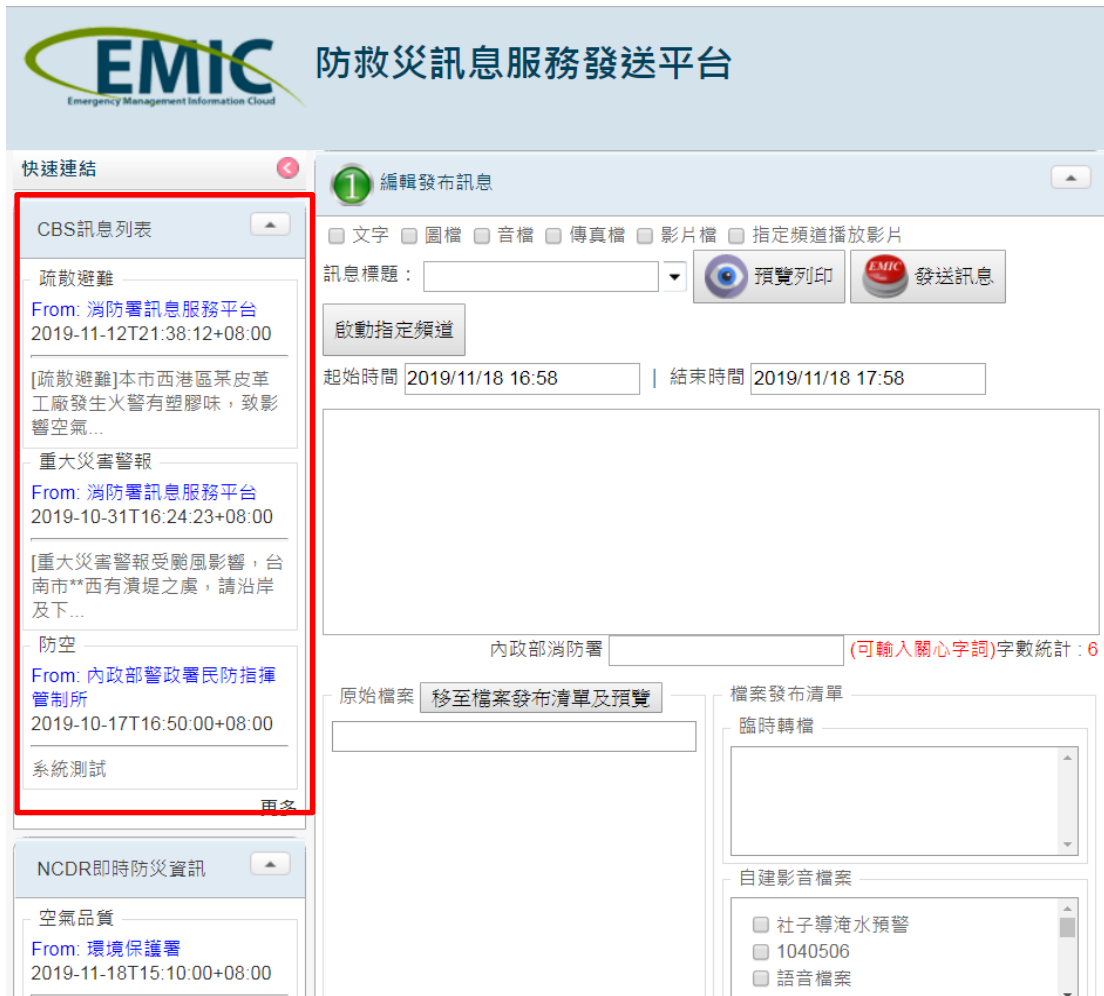 EMIC
Emergency Management Information Cloud
防救災訊息服務發送平台
快速連結
CBS訊息列表
疏散避難
From: 消防署訊息服務平台
2019-11-12T21:38:12+08:00
[疏散避難]本市西港區某皮革
工廠發生火警有塑膠味，致影
響空氣...
重大災害警報
From: 消防署訊息服務平台
2019-10-31T16:24:23+08:00
[重大災害警報受颱風影響，台
南市**西有潰堤之虞，請沿岸
及下...
防空
From: 內政部警政署民防指揮
管制所
2019-10-17T16:50:00+08:00
系統測試
更多
NCDR即時防災資訊
空氣品質
From: 環境保護署
2019-11-18T15:10:00+08:00
1 編輯發布訊息
文字 圖檔 音檔 傳真檔 影片檔 指定頻道播放影片
訊息標題： 預覽列印 EMIC 發送訊息
啟動指定頻道
起始時間 2019/11/18 16:58 | 結束時間 2019/11/18 17:58
內政部消防署 (可輸入關心字詞)字數統計 : 6
原始檔案 移至檔案發布清單及預覽
檔案發布清單
臨時轉檔
自建影音檔案
社子導淹水預警
1040506
語音檔案